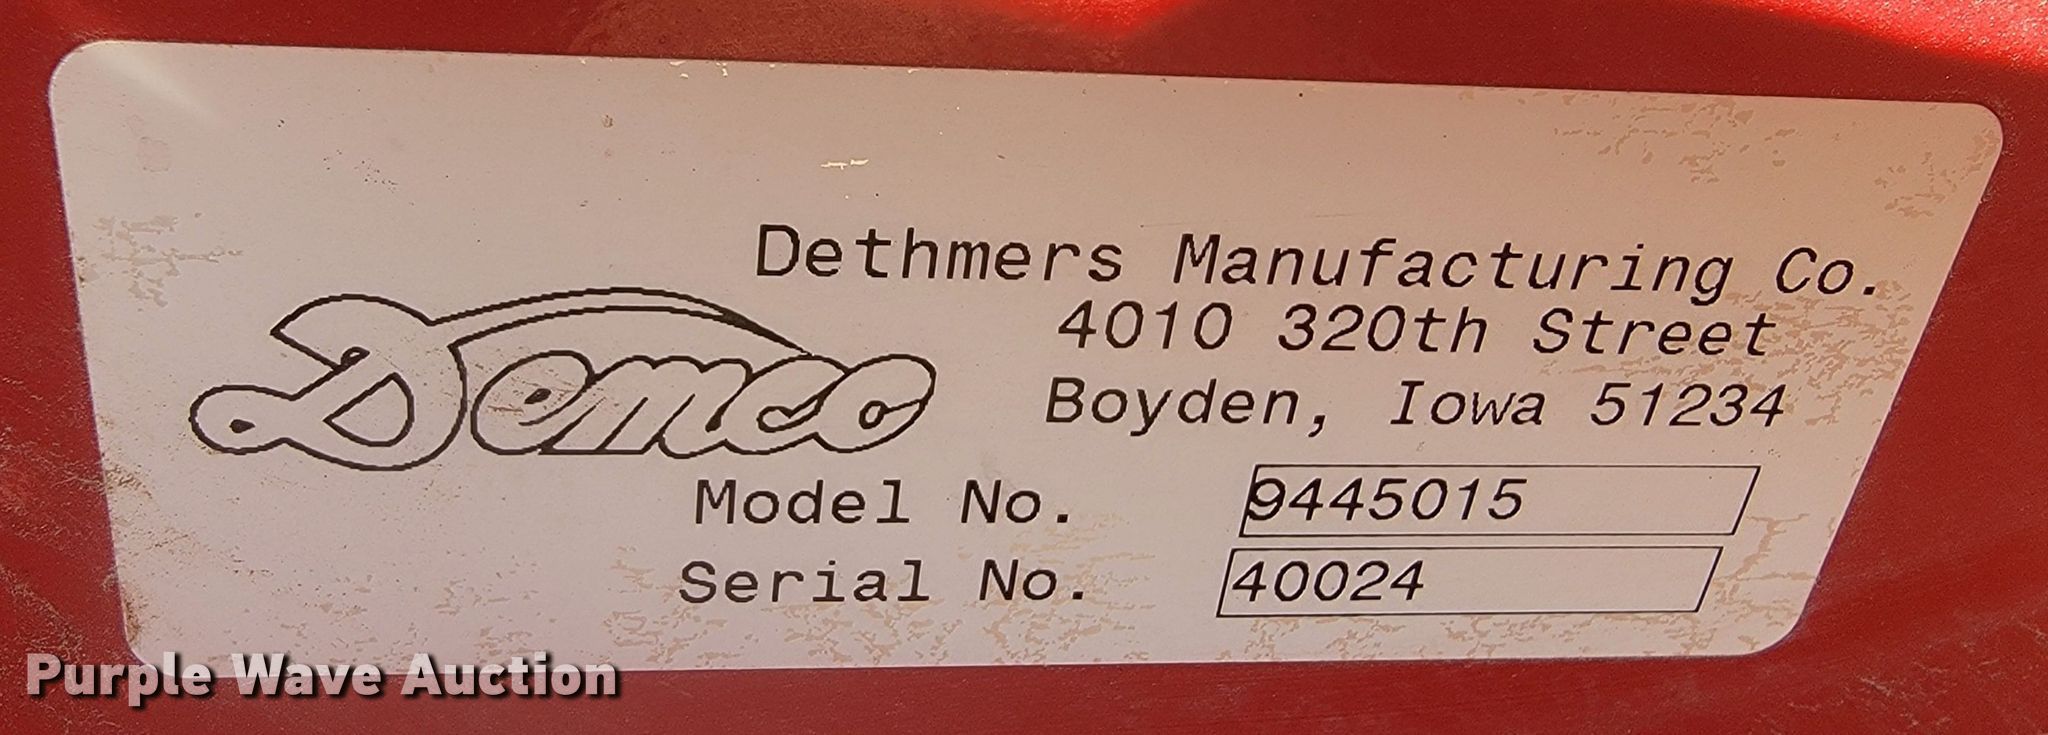 Dethmers Manufacturing Co.
4010 320th Street
Demco
Boyden, Iowa 51234
Model No. 9445015
Serial No. 40024
Purple Wave Auction